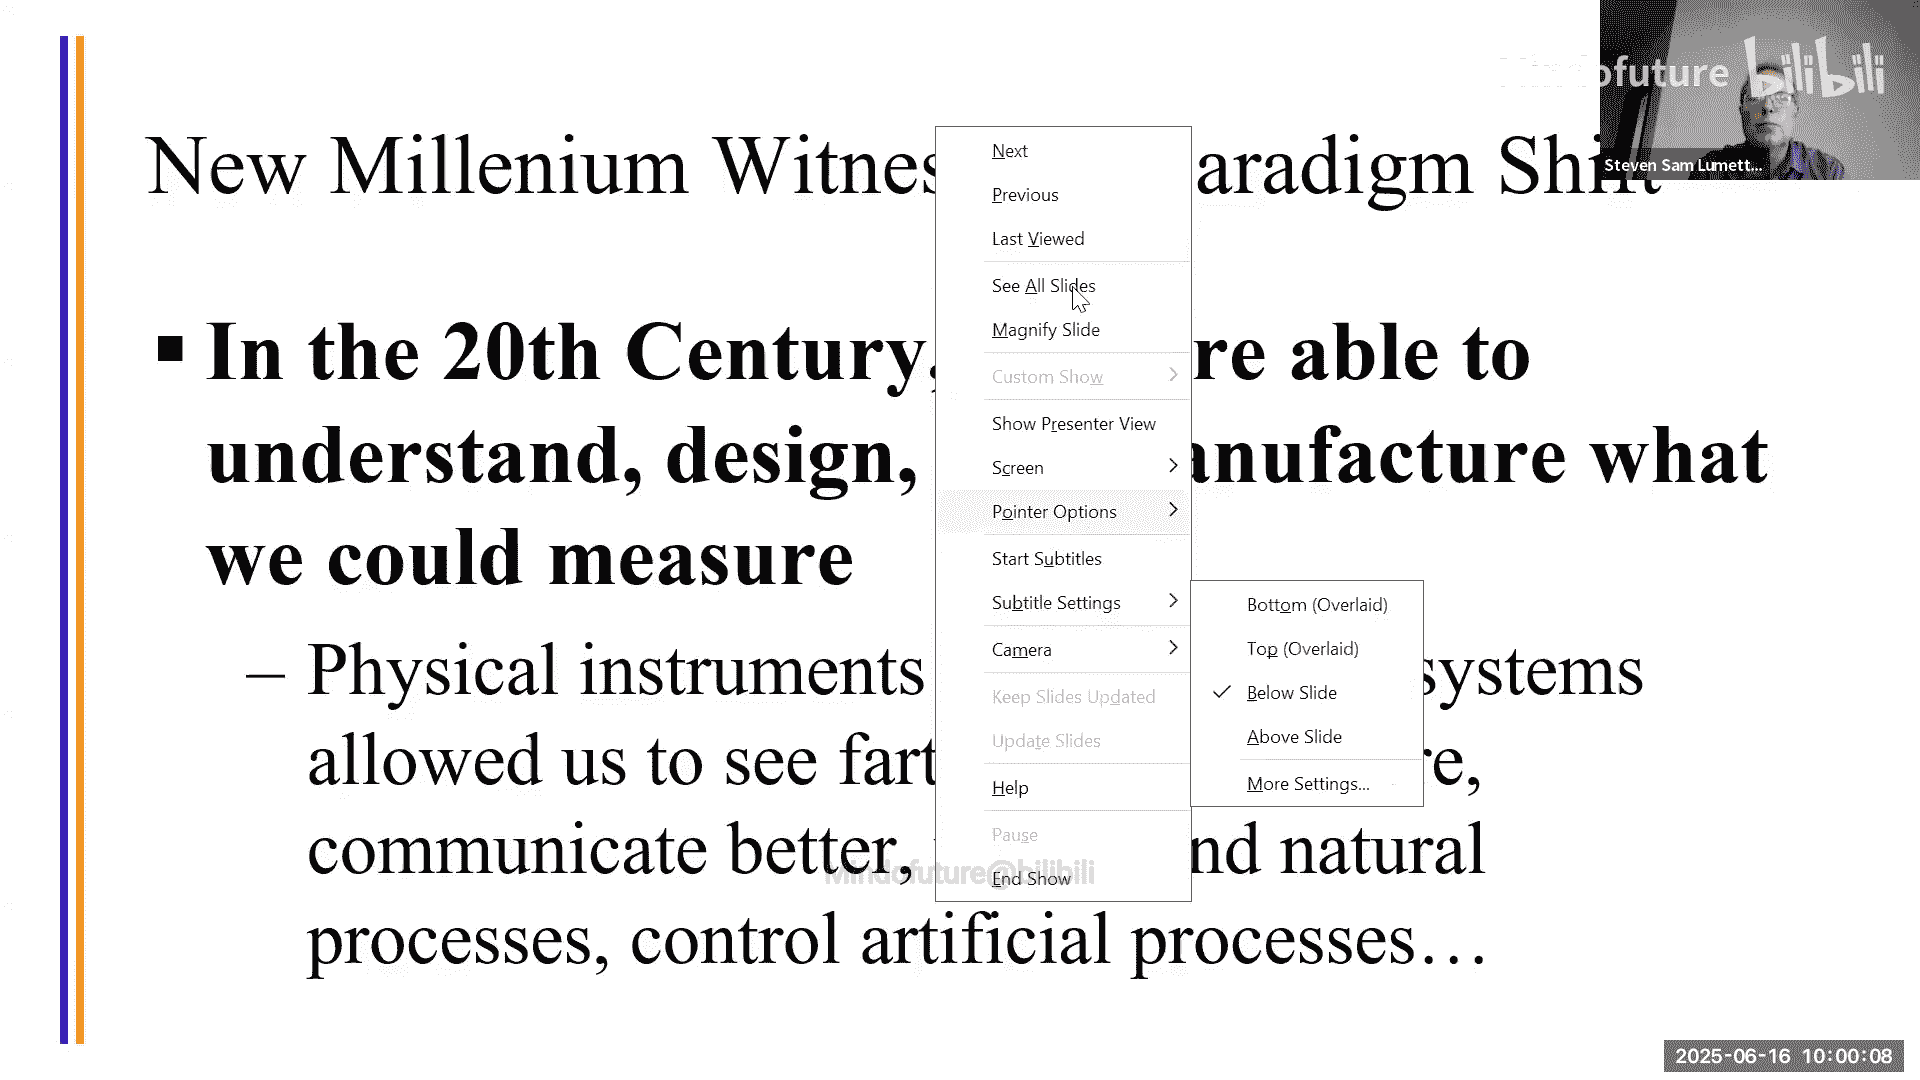 ofuture bilibili
Steven Sam Lumett...
New Millenium Witnes aradigm Shift
In the 20th Century, re able to
understand, design, anufacture what
we could measure
– Physical instruments systems
allowed us to see fart re,
communicate better, nd natural
processes, control artificial processes…
Next
Previous
Last Viewed
See All Slides
Magnify Slide
Custom Show
Show Presenter View
Screen
Pointer Options
Start Subtitles
Subtitle Settings
Camera
Keep Slides Updated
Update Slides
Help
Pause
End Show
Bottom (Overlaid)
Top (Overlaid)
Below Slide
Above Slide
More Settings...
Mindofuture@bilibili
2025-06-16 10:00:08